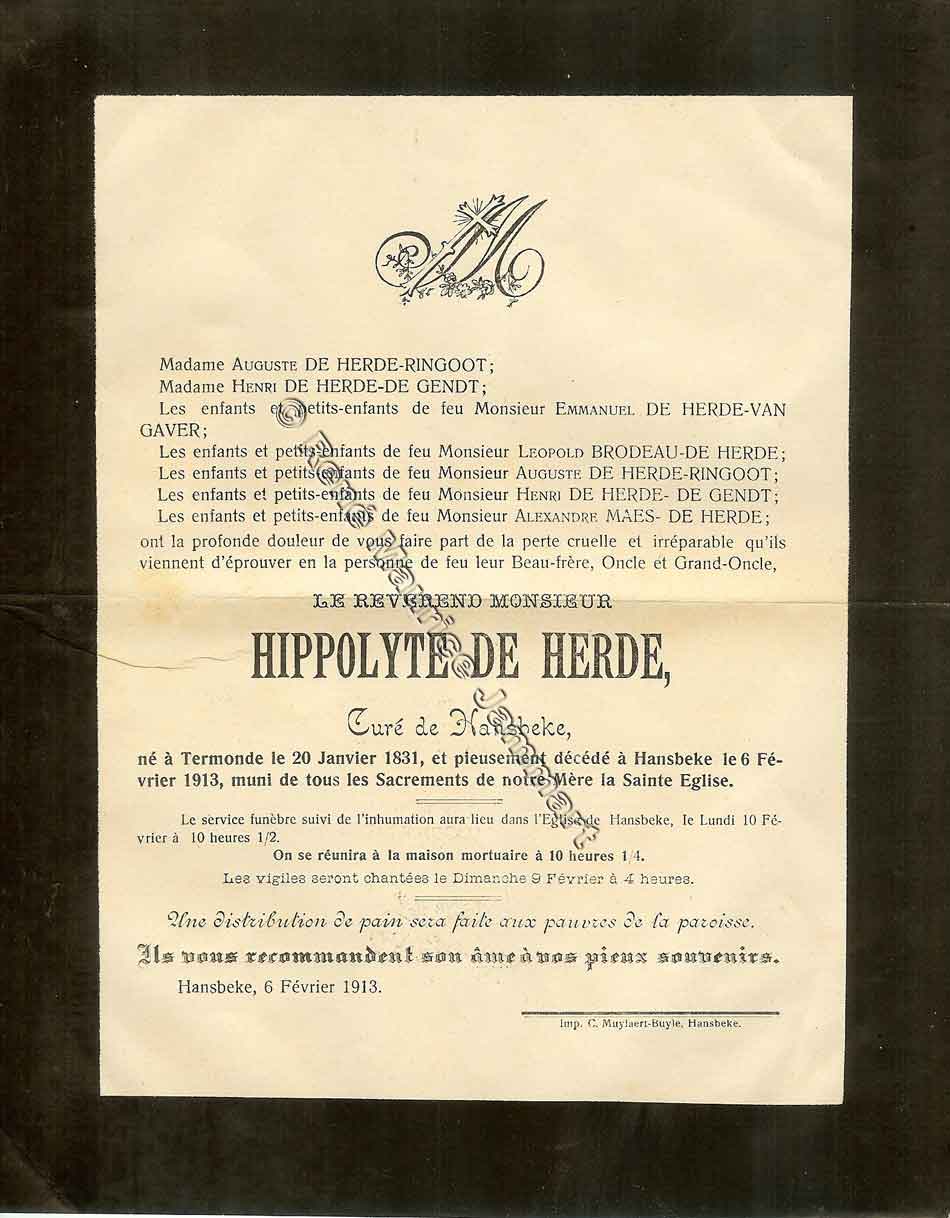 M
Madame AUGUSTE DE HERDE-RINGOOT;
Madame HENRI DE HERDE-DE GENDT;
Les enfants et petits-enfants de feu Monsieur EMMANUEL DE HERDE-VAN
GAVER;
Les enfants et petits-enfants de feu Monsieur LEOPOLD BRODEAU-DE HERDE;
Les enfants et petits-enfants de feu Monsieur AUGUSTE DE HERDE-RINGOOT;
Les enfants et petits-enfants de feu Monsieur HENRI DE HERDE- DE GENDT;
Les enfants et petits-enfants de feu Monsieur ALEXANDRE MAES- DE HERDE;
ont la profonde douleur de vous faire part de la perte cruelle et irréparable qu'ils
viennent d'éprouver en la personne de feu leur Beau-frère, Oncle et Grand-Oncle,
LE REVEREND MONSIEUR
HIPPOLYTE DE HERDE,
Curé de Hansbeke,
né à Termonde le 20 Janvier 1831, et pieusement décédé à Hansbeke le 6 Fé-
vrier 1913, muni de tous les Sacrements de notre Mère la Sainte Eglise.
Le service funèbre suivi de l'inhumation aura lieu dans l'Eglise de Hansbeke, le Lundi 10 Fé-
vrier à 10 heures 1/2.
On se réunira à la maison mortuaire à 10 heures 1/4.
Les vigiles seront chantées le Dimanche 9 Février à 4 heures.
Une distribution de pain sera faite aux pauvres de la paroisse.
Ils vous recommandent son âme à vos pieux souvenirs.
Hansbeke, 6 Février 1913.
Imp. C. Muylaert-Buyle, Hansbeke.
© René Maurice Jammart